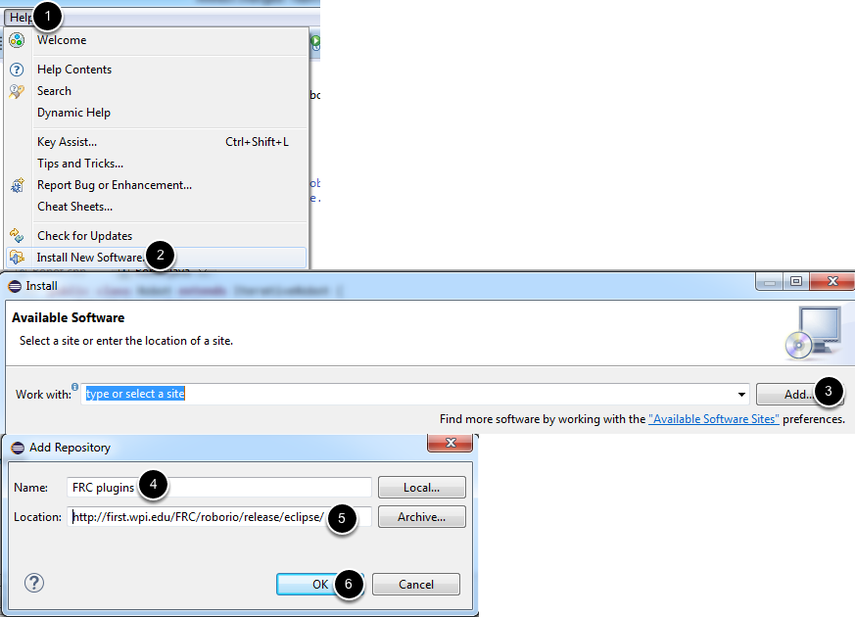 Help 1
Welcome
Help Contents
Search
Dynamic Help
Key Assist... Ctrl+Shift+L
Tips and Tricks...
Report Bug or Enhancement...
Cheat Sheets...
Check for Updates
Install New Software 2
Install
Available Software
Select a site or enter the location of a site.
Work with: type or select a site Add... 3
Find more software by working with the "Available Software Sites" preferences.
Add Repository
Name: FRC plugins 4 Local...
Location: http://first.wpi.edu/FRC/roborio/release/eclipse/ 5 Archive...
OK 6 Cancel